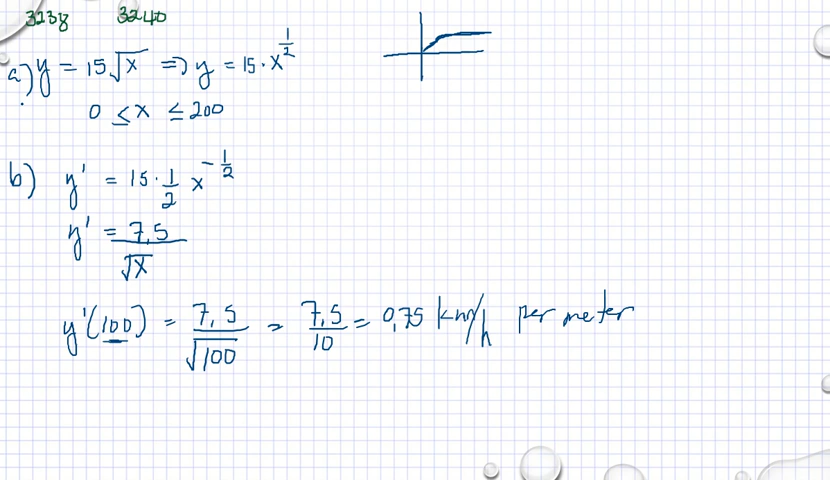 3238 3240
a) y = 15√x ⇒ y = 15 · x^(1/2)
0 ≤ x ≤ 200
b) y' = 15 · 1/2 x^(-1/2)
y' = 7,5/√x
y'(100) = 7,5/√100 = 7,5/10 = 0,75 km/h per meter